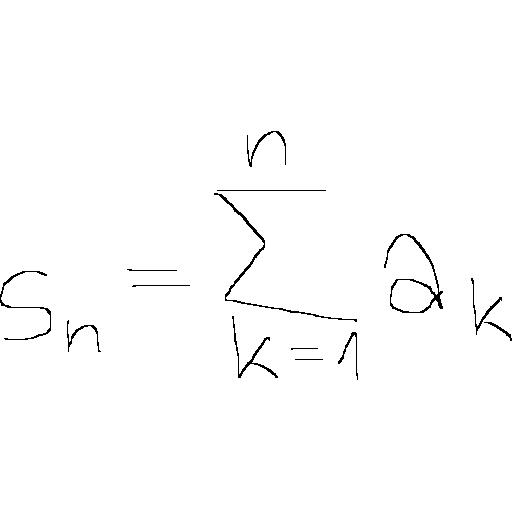 S_n = \sum_{k=1}^{n} a_k